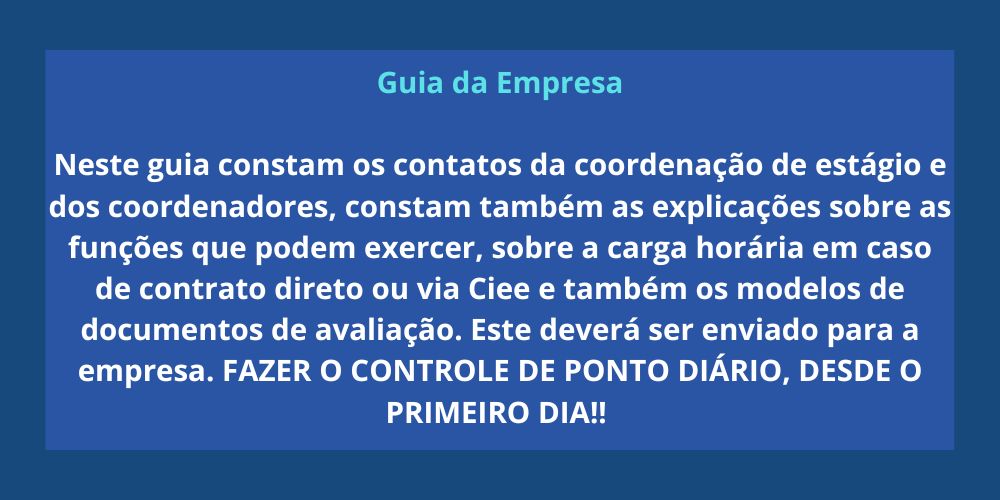 Guia da Empresa
Neste guia constam os contatos da coordenação de estágio e
dos coordenadores, constam também as explicações sobre as
funções que podem exercer, sobre a carga horária em caso
de contrato direto ou via Ciee e também os modelos de
documentos de avaliação. Este deverá ser enviado para a
empresa. FAZER O CONTROLE DE PONTO DIÁRIO, DESDE O
PRIMEIRO DIA!!